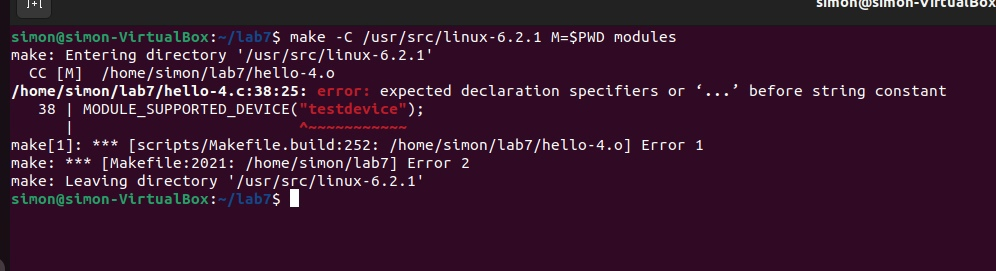 simon@simon-VirtualBox
simon@simon-VirtualBox:~/lab7$ make -C /usr/src/linux-6.2.1 M=$PWD modules
make: Entering directory '/usr/src/linux-6.2.1'
  CC [M]  /home/simon/lab7/hello-4.o
/home/simon/lab7/hello-4.c:38:25: error: expected declaration specifiers or ‘...’ before string constant
   38 | MODULE_SUPPORTED_DEVICE("testdevice");
      |                         ^~~~~~~~~~~~
make[1]: *** [scripts/Makefile.build:252: /home/simon/lab7/hello-4.o] Error 1
make: *** [Makefile:2021: /home/simon/lab7] Error 2
make: Leaving directory '/usr/src/linux-6.2.1'
simon@simon-VirtualBox:~/lab7$